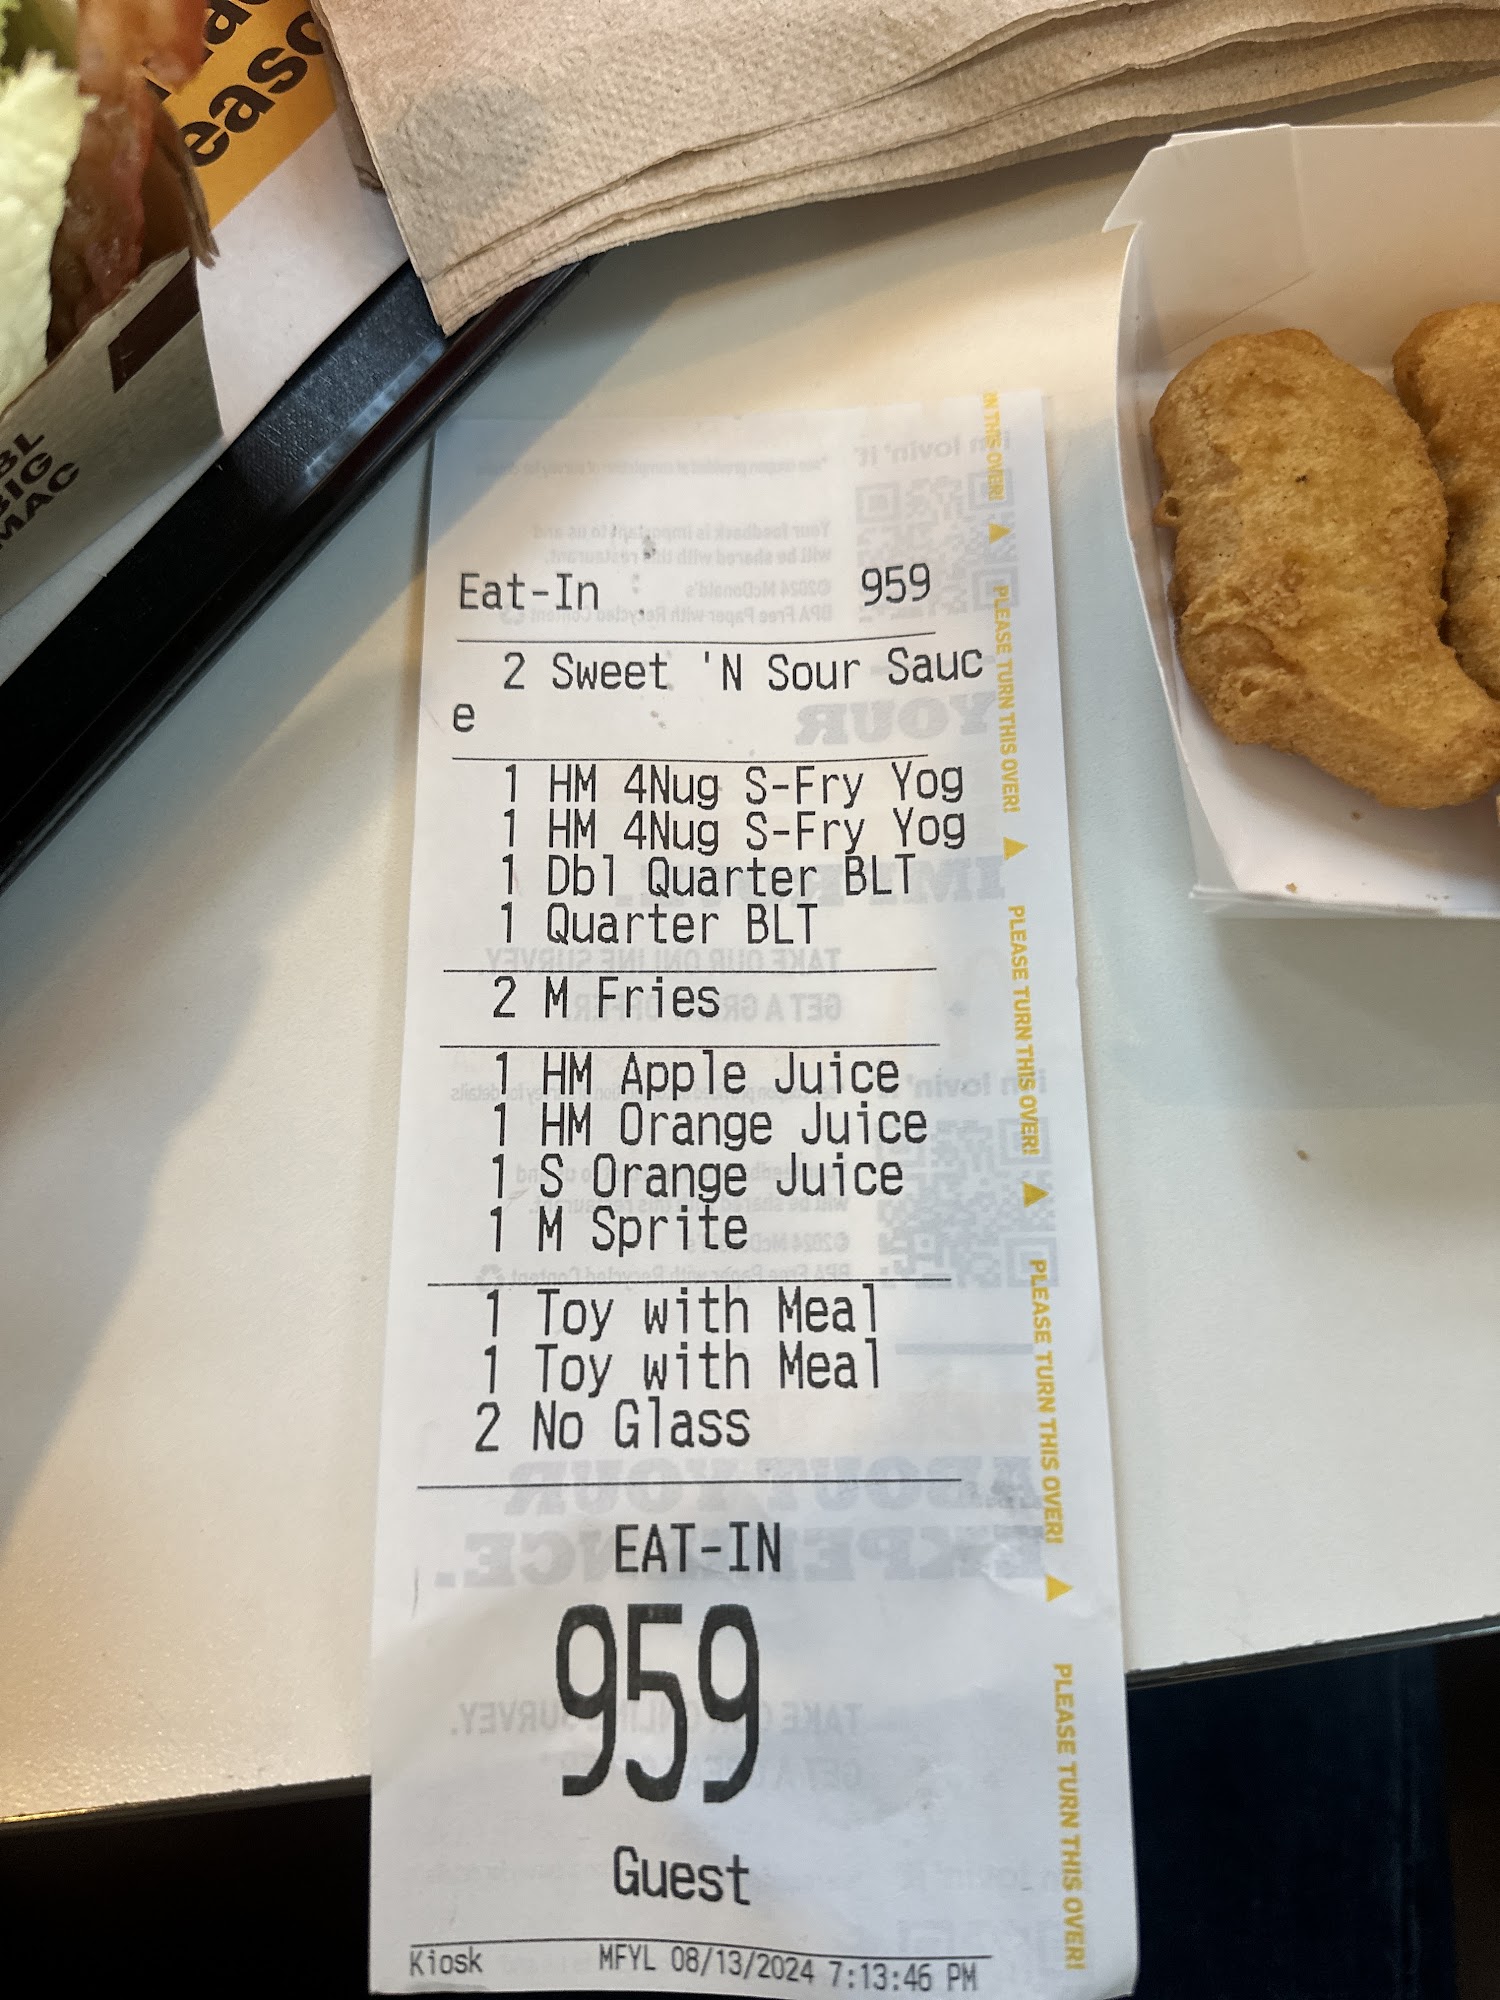 easo
BL
BIG
MAC
Eat-In 959
2 Sweet 'N Sour Sauc
e
1 HM 4Nug S-Fry Yog
1 HM 4Nug S-Fry Yog
1 Dbl Quarter BLT
1 Quarter BLT
2 M Fries
1 HM Apple Juice
1 HM Orange Juice
1 S Orange Juice
1 M Sprite
1 Toy with Meal
1 Toy with Meal
2 No Glass
EAT-IN
959
Guest
Kiosk MFYL 08/13/2024 7:13:46 PM
N THIS OVER!
PLEASE TURN THIS OVER!
PLEASE TURN THIS OVER!
PLEASE TURN THIS OVER!
PLEASE TURN THIS OVER!